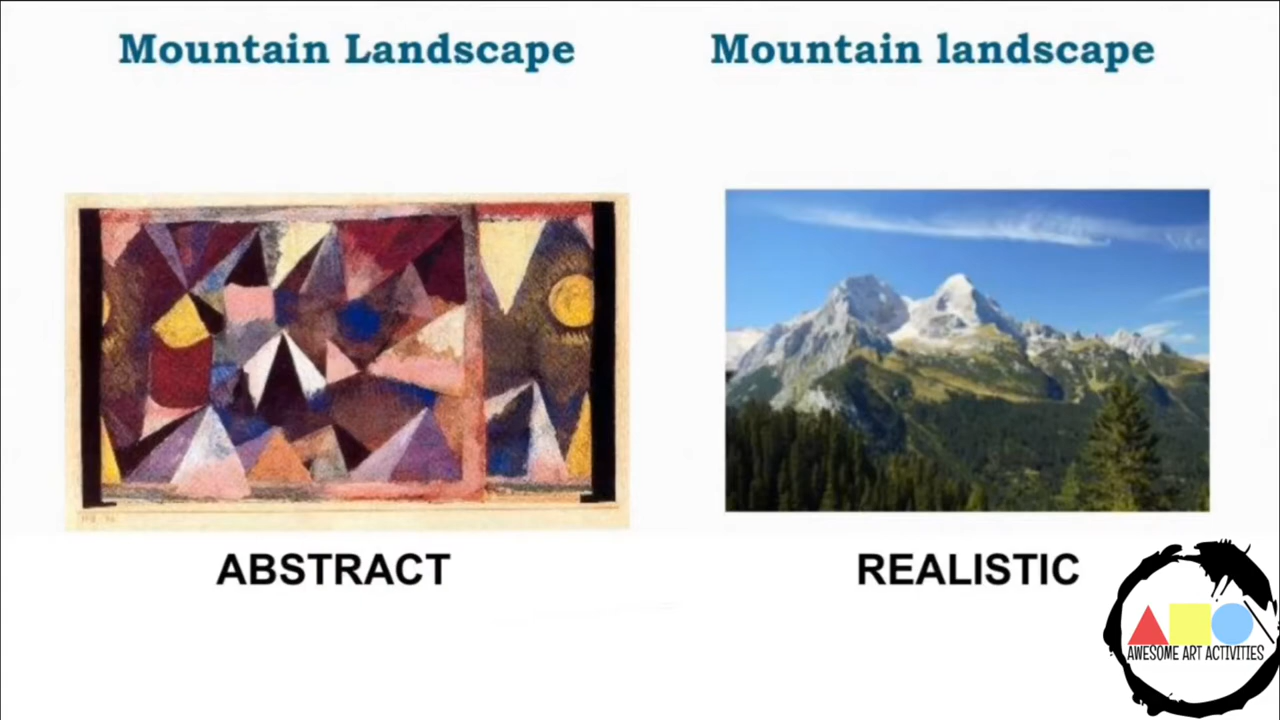 Mountain Landscape
Mountain landscape
ABSTRACT
REALISTIC
AWESOME ART ACTIVITIES